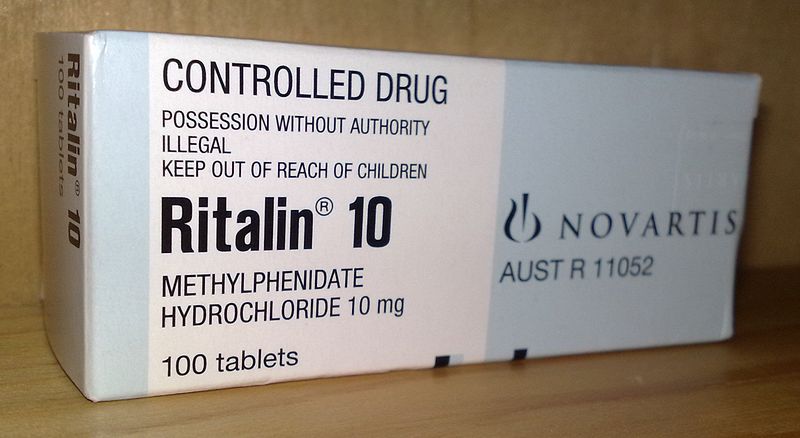 Ritalin® 10
100 tablets
CONTROLLED DRUG
POSSESSION WITHOUT AUTHORITY
ILLEGAL
KEEP OUT OF REACH OF CHILDREN
Ritalin® 10
METHYLPHENIDATE
HYDROCHLORIDE 10 mg
100 tablets
NOVARTIS
AUST R 11052